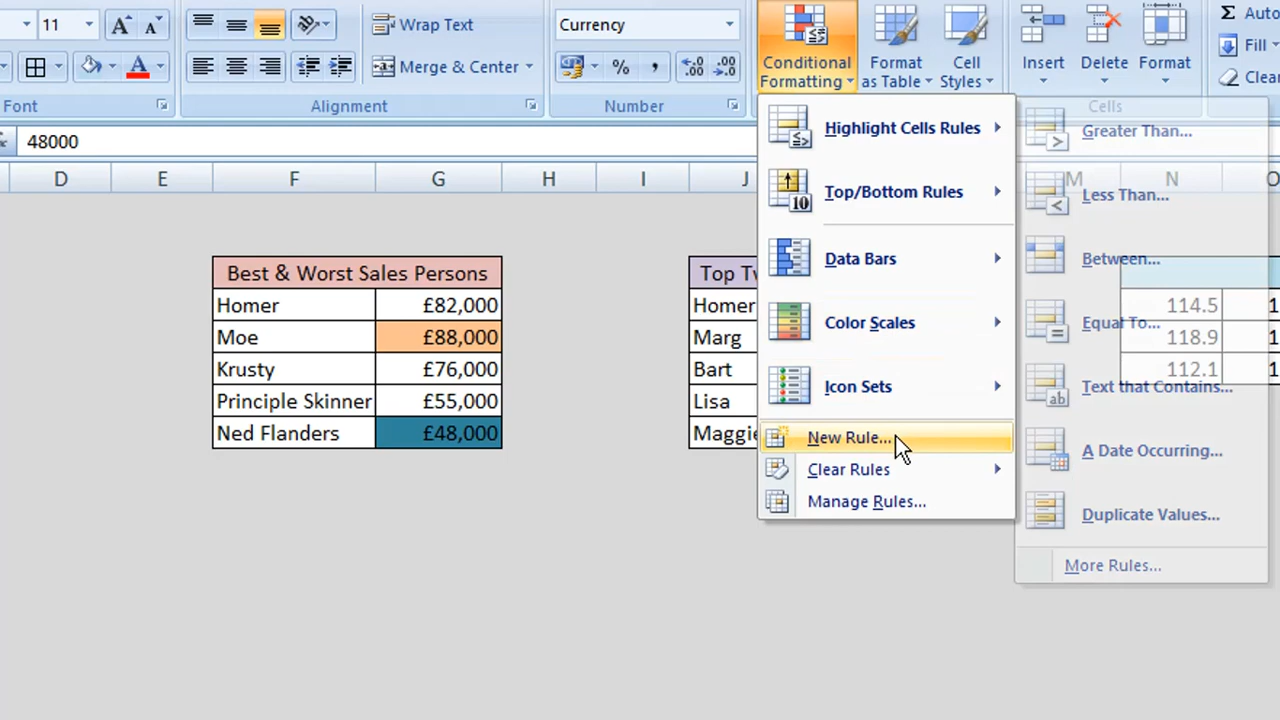 11
A
A
Wrap Text
Currency
Merge & Center
%
,
Conditional
Formatting
Format
as Table
Cell
Styles
Insert
Delete
Format
Σ Auto
Fill
Clear
Font
Alignment
Number
Cells
48000
D E F G H I J M N O
Best & Worst Sales Persons
Homer £82,000
Moe £88,000
Krusty £76,000
Principle Skinner £55,000
Ned Flanders £48,000
Top Tw
Homer
Marg
Bart
Lisa
Maggie
Highlight Cells Rules
Top/Bottom Rules
Data Bars
Color Scales
Icon Sets
New Rule...
Clear Rules
Manage Rules...
Greater Than...
Less Than...
Between...
Equal To...
Text that Contains...
A Date Occurring...
Duplicate Values...
More Rules...
114.5 1
118.9 1
112.1 1